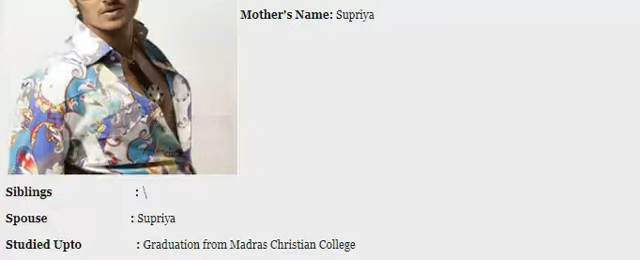 Mother's Name: Supriya
Siblings : \
Spouse : Supriya
Studied Upto : Graduation from Madras Christian College